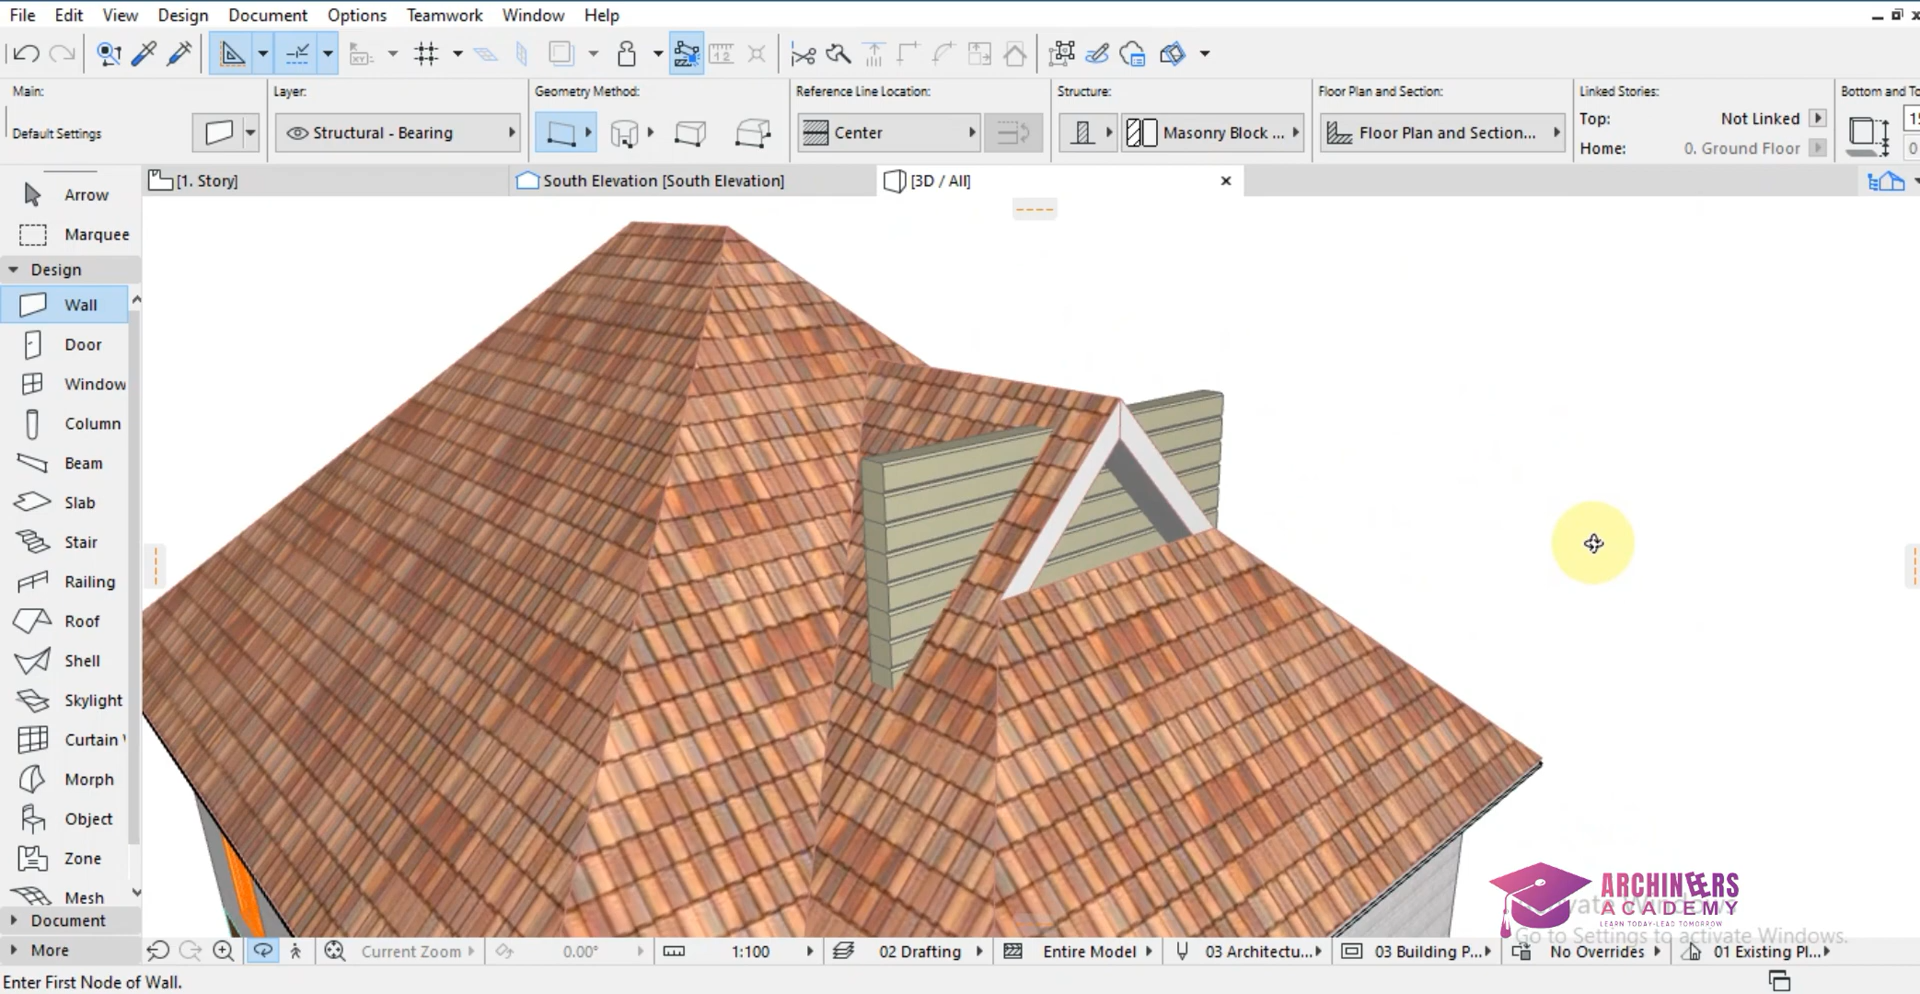 File Edit View Design Document Options Teamwork Window Help
Main:
Layer:
Geometry Method:
Reference Line Location:
Structure:
Floor Plan and Section:
Linked Stories:
Bottom and To
Default Settings
Structural - Bearing
Center
Masonry Block ...
Floor Plan and Section...
Top: Not Linked
Home: 0. Ground Floor
15
0
[1. Story]
South Elevation [South Elevation]
[3D / All]
Arrow
Marquee
Design
Wall
Door
Window
Column
Beam
Slab
Stair
Railing
Roof
Shell
Skylight
Curtain
Morph
Object
Zone
Mesh
Document
More
ARCHINEERS
ACADEMY
LEARN TODAY-LEAD TOMORROW
Go to Settings to activate Windows.
Current Zoom
0.00°
1:100
02 Drafting
Entire Model
03 Architectu...
03 Building P...
No Overrides
01 Existing Pl...
Enter First Node of Wall.